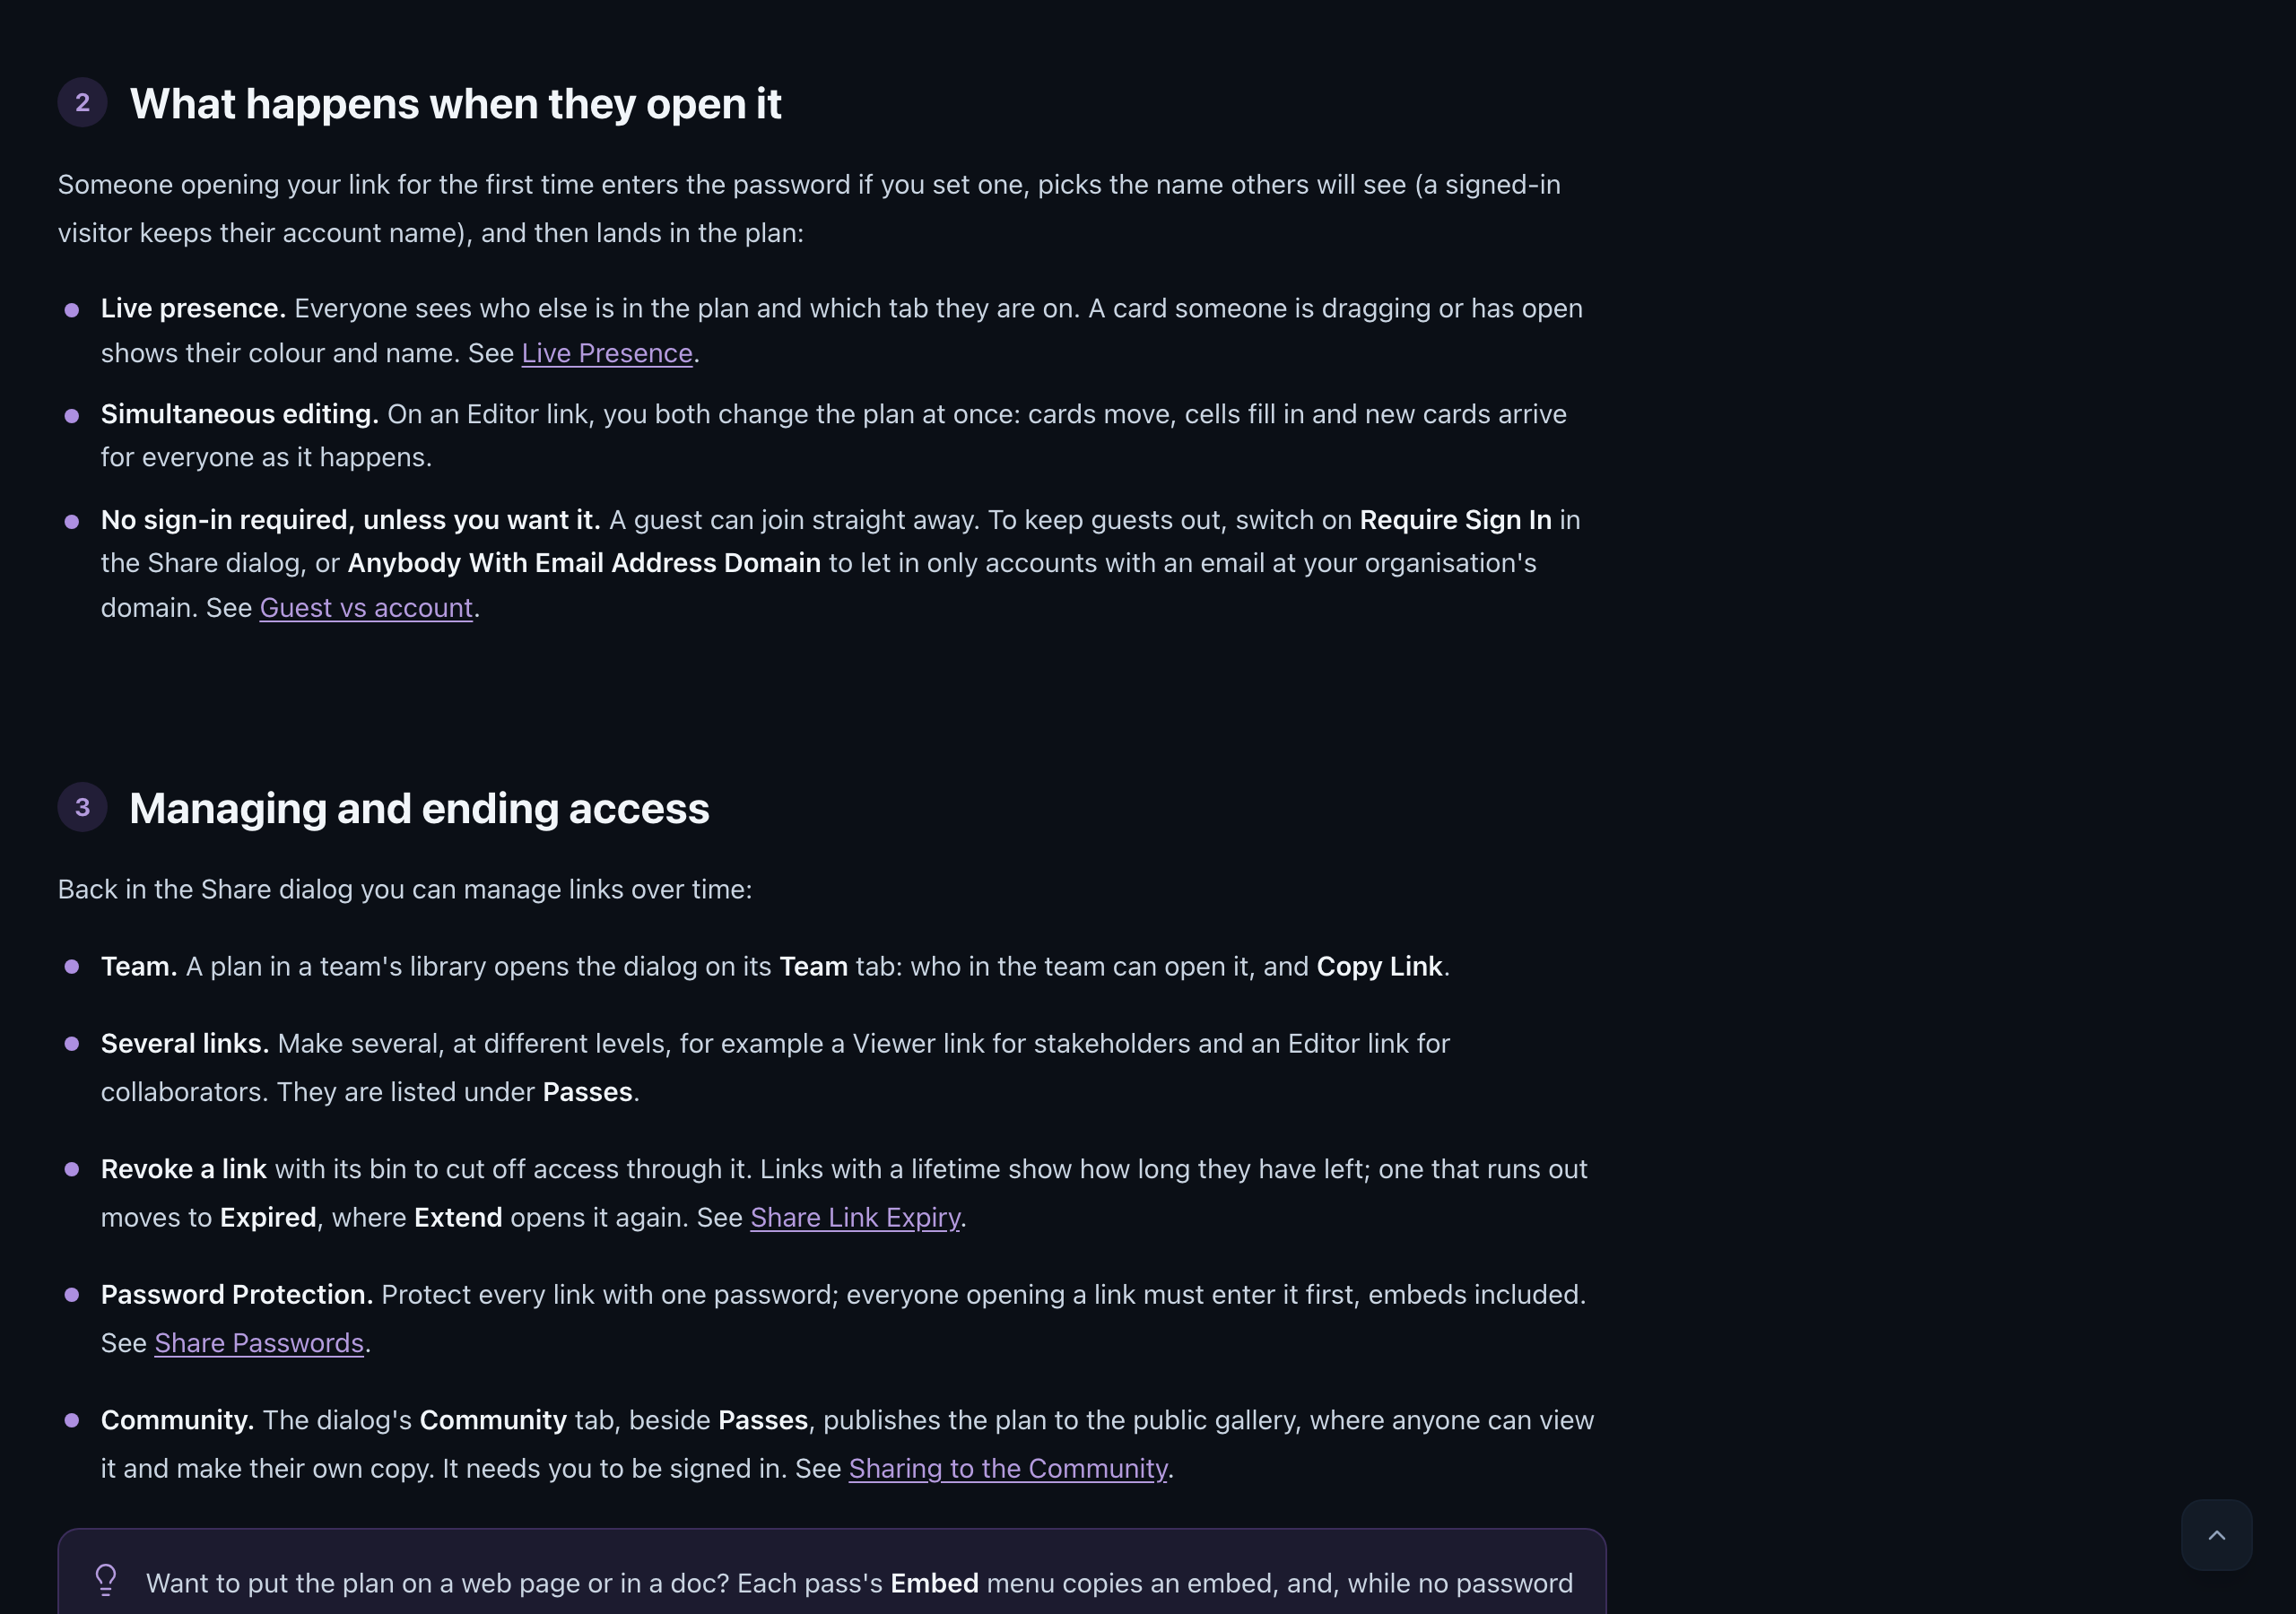 2
What happens when they open it
Someone opening your link for the first time enters the password if you set one, picks the name others will see (a signed-in
visitor keeps their account name), and then lands in the plan:
Live presence. Everyone sees who else is in the plan and which tab they are on. A card someone is dragging or has open
shows their colour and name. See Live Presence.
Simultaneous editing. On an Editor link, you both change the plan at once: cards move, cells fill in and new cards arrive
for everyone as it happens.
No sign-in required, unless you want it. A guest can join straight away. To keep guests out, switch on Require Sign In in
the Share dialog, or Anybody With Email Address Domain to let in only accounts with an email at your organisation's
domain. See Guest vs account.
3
Managing and ending access
Back in the Share dialog you can manage links over time:
Team. A plan in a team's library opens the dialog on its Team tab: who in the team can open it, and Copy Link.
Several links. Make several, at different levels, for example a Viewer link for stakeholders and an Editor link for
collaborators. They are listed under Passes.
Revoke a link with its bin to cut off access through it. Links with a lifetime show how long they have left; one that runs out
moves to Expired, where Extend opens it again. See Share Link Expiry.
Password Protection. Protect every link with one password; everyone opening a link must enter it first, embeds included.
See Share Passwords.
Community. The dialog's Community tab, beside Passes, publishes the plan to the public gallery, where anyone can view
it and make their own copy. It needs you to be signed in. See Sharing to the Community.
Want to put the plan on a web page or in a doc? Each pass's Embed menu copies an embed, and, while no password